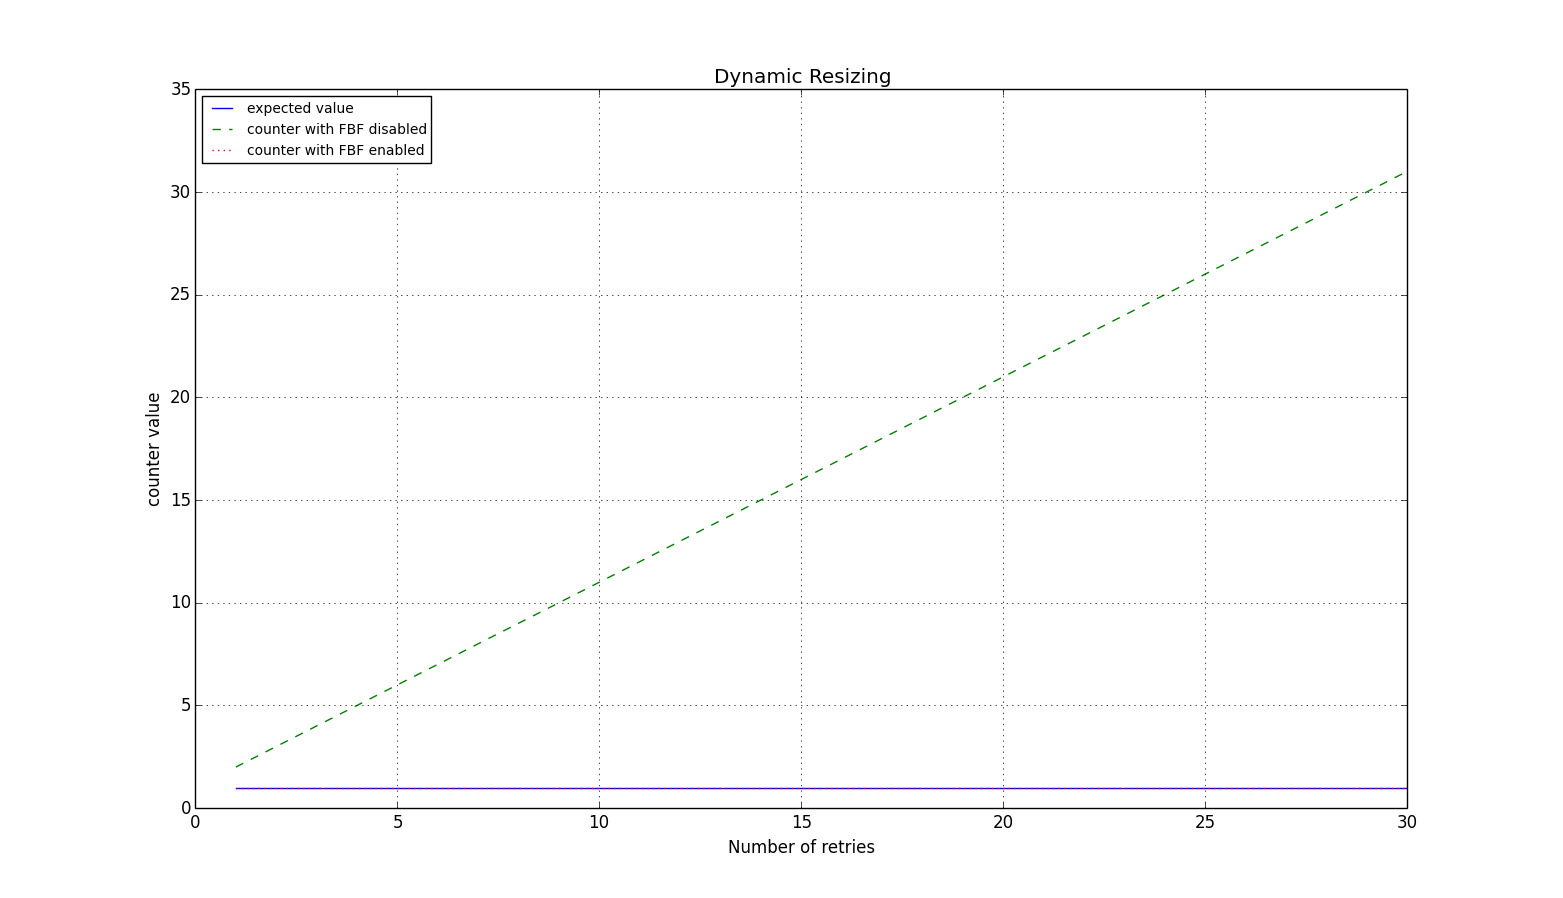 Dynamic Resizing
expected value
counter with FBF disabled
counter with FBF enabled
35
30
25
20
15
10
5
0
counter value
0 5 10 15 20 25 30
Number of retries